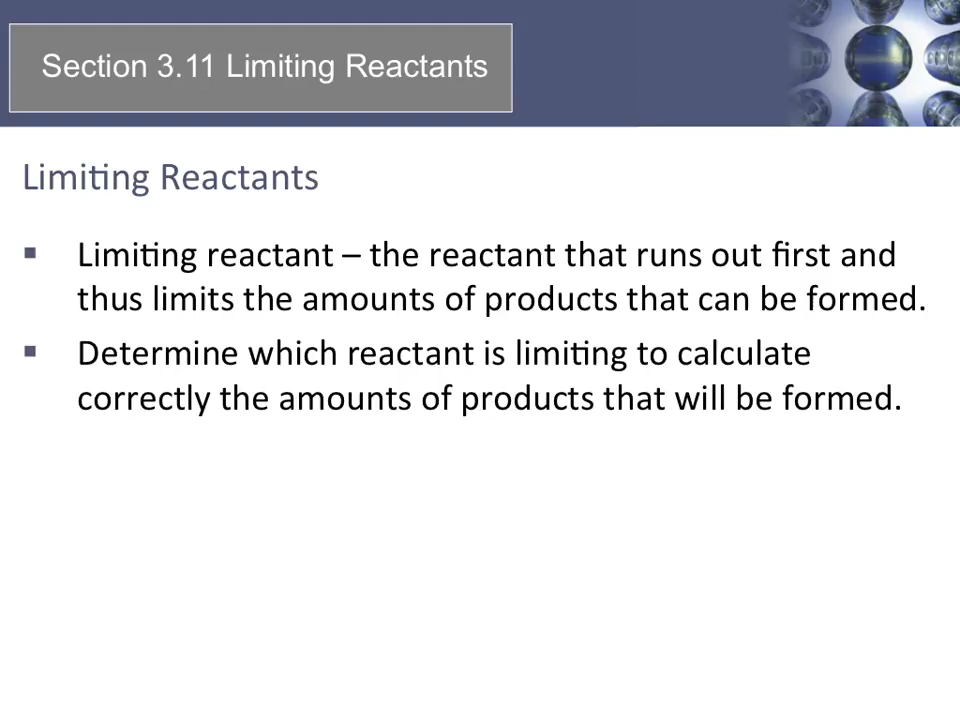 Section 3.11 Limiting Reactants
Limiting Reactants
▪ Limiting reactant – the reactant that runs out first and
thus limits the amounts of products that can be formed.
▪ Determine which reactant is limiting to calculate
correctly the amounts of products that will be formed.